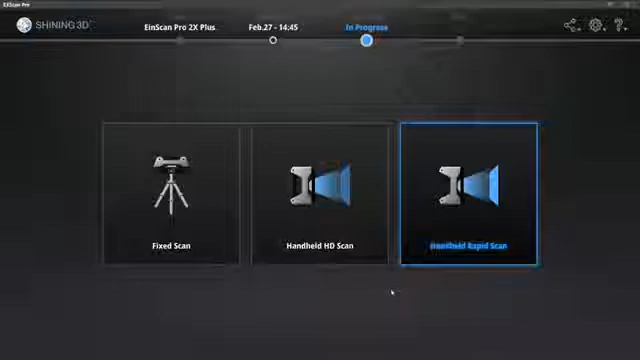 EXScan Pro
SHINING 3D
EinScan Pro 2X Plus
Feb.27 - 14:45
In Progress
Fixed Scan
Handheld HD Scan
Handheld Rapid Scan